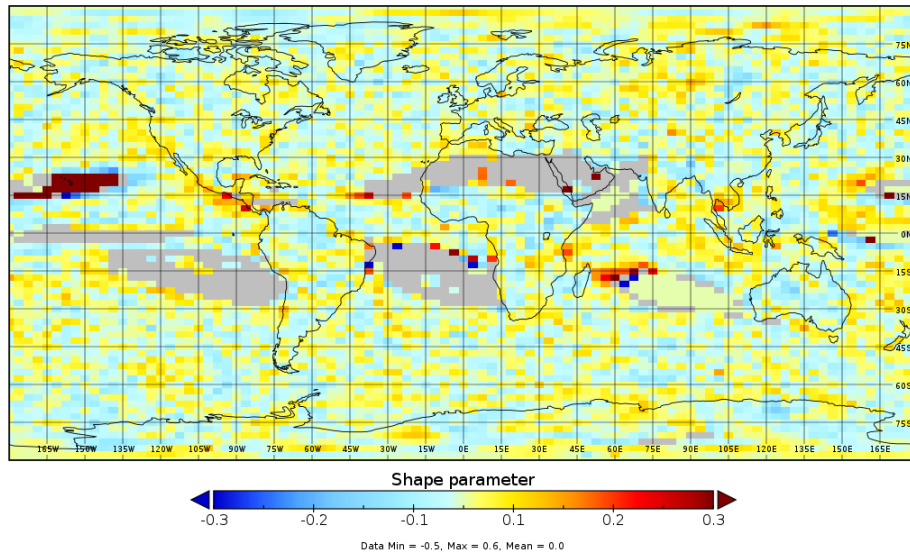 75N
60N
45N
30N
15N
0N
15S
30S
45S
60S
75S
165W 150W 135W 120W 105W 90W 75W 60W 45W 30W 15W 0E 15E 30E 45E 60E 75E 90E 105E 120E 135E 150E 165E
Shape parameter
-0.3 -0.2 -0.1 0.1 0.2 0.3
Data Min = -0.5, Max = 0.6, Mean = 0.0